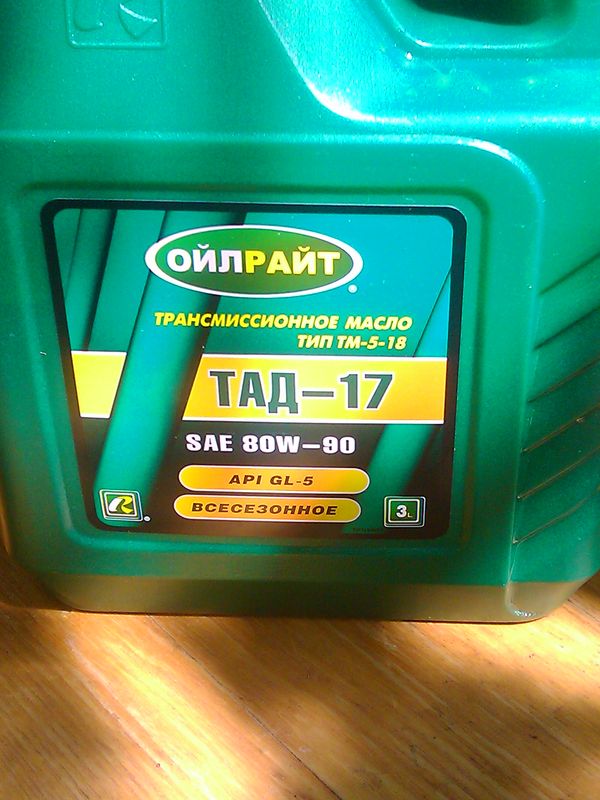 ОЙЛРАЙТ
ТРАНСМИССИОННОЕ МАСЛО
ТИП ТМ-5-18
ТАД-17
SAE 80W-90
API GL-5
ВСЕСЕЗОННОЕ
R
3L